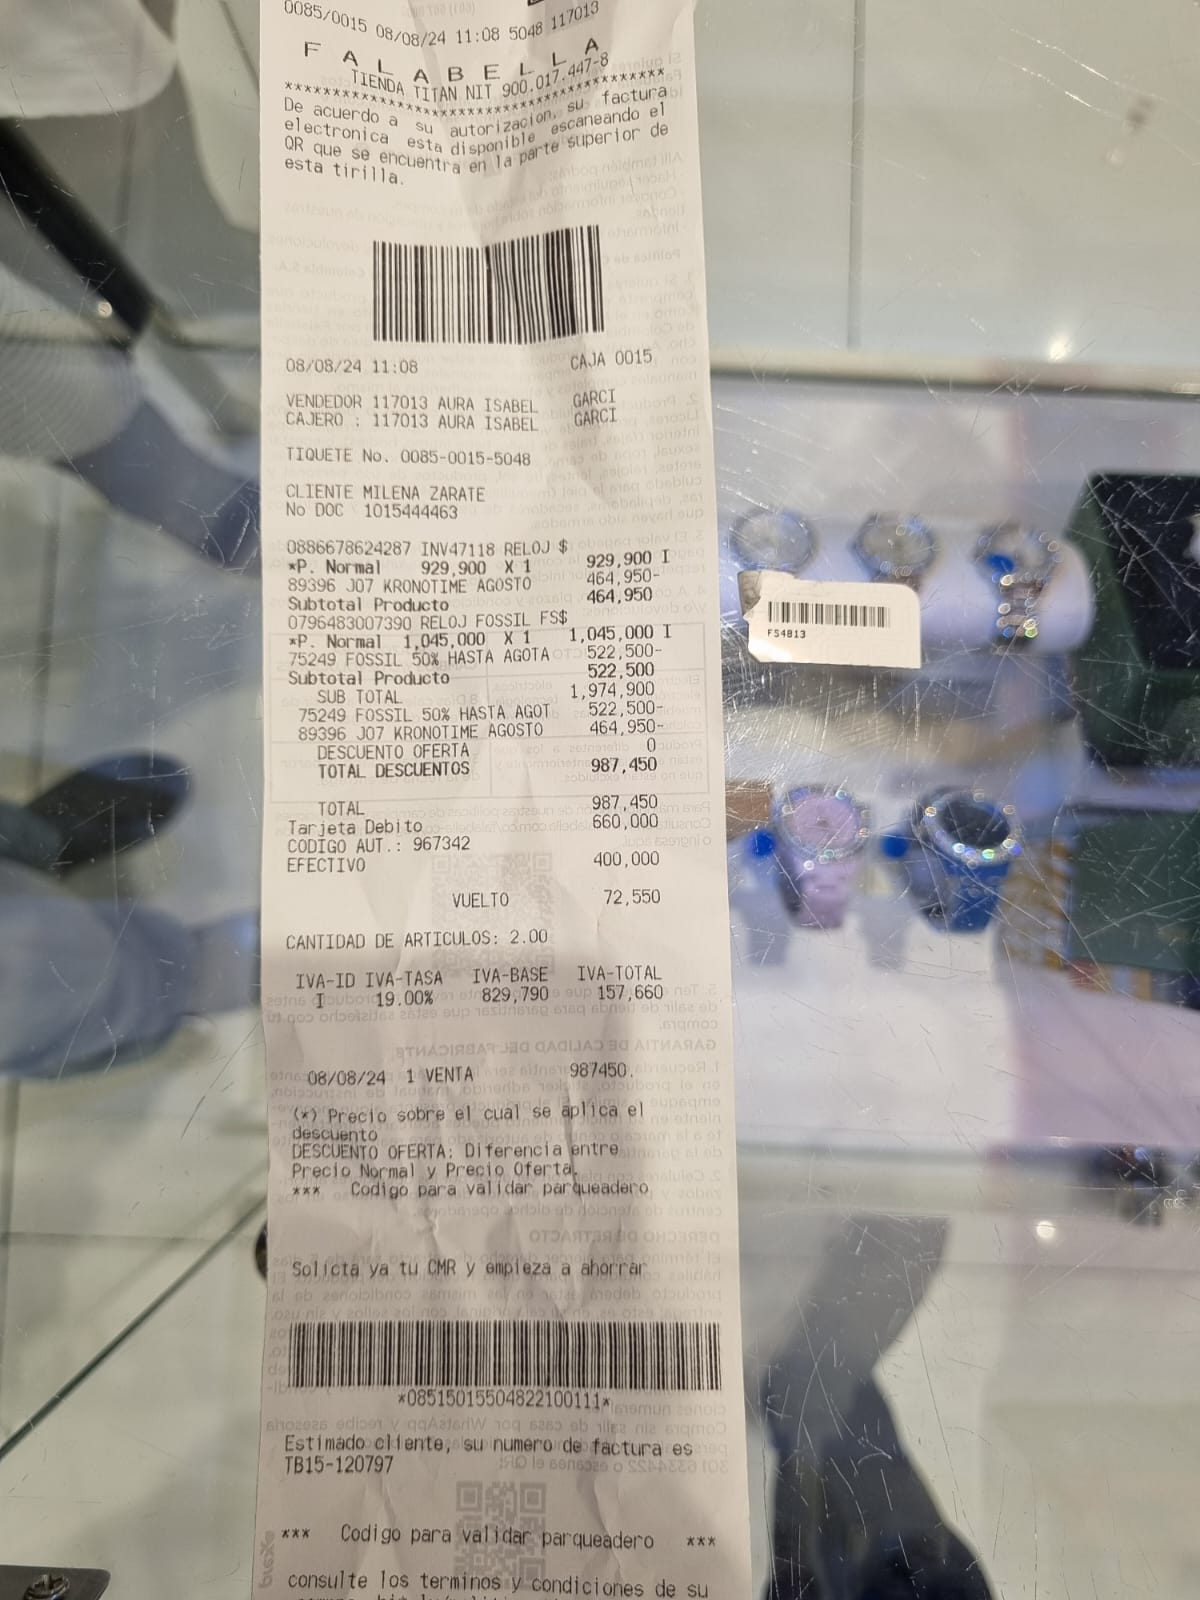 0085/0015 08/08/24 11:08 5048 117013
F A L A B E L L A
TIENDA TITAN NIT 900.017.447-8
****************************************
De acuerdo a su autorizacion, su factura
electronica esta disponible escaneando el
QR que se encuentra en la parte superior de
esta tirilla.
08/08/24 11:08 CAJA 0015
VENDEDOR 117013 AURA ISABEL GARCI
CAJERO : 117013 AURA ISABEL GARCI
TIQUETE No. 0085-0015-5048
CLIENTE MILENA ZARATE
No DOC 1015444463
0886678624287 INV47118 RELOJ $
*P. Normal 929,900 X 1 929,900 I
89396 J07 KRONOTIME AGOSTO 464,950-
Subtotal Producto 464,950
0796483007390 RELOJ FOSSIL FS$
*P. Normal 1,045,000 X 1 1,045,000 I
75249 FOSSIL 50% HASTA AGOTA 522,500-
Subtotal Producto 522,500
SUB TOTAL 1,974,900
75249 FOSSIL 50% HASTA AGOT 522,500-
89396 J07 KRONOTIME AGOSTO 464,950-
DESCUENTO OFERTA 0
TOTAL DESCUENTOS 987,450
TOTAL 987,450
Tarjeta Debito 660,000
CODIGO AUT.: 967342
EFECTIVO 400,000
VUELTO 72,550
CANTIDAD DE ARTICULOS: 2.00
IVA-ID IVA-TASA IVA-BASE IVA-TOTAL
I 19.00% 829,790 157,660
08/08/24 1 VENTA 987450.
(*) Precio sobre el cual se aplica el
descuento
DESCUENTO OFERTA: Diferencia entre
Precio Normal y Precio Oferta.
*** Codigo para validar parqueadero
Solicta ya tu CMR y empieza a ahorrar
*08515015504822100111*
Estimado cliente, su numero de factura es
TB15-120797
*** Codigo para validar parqueadero ***
consulte los terminos y condiciones de su
FS4813